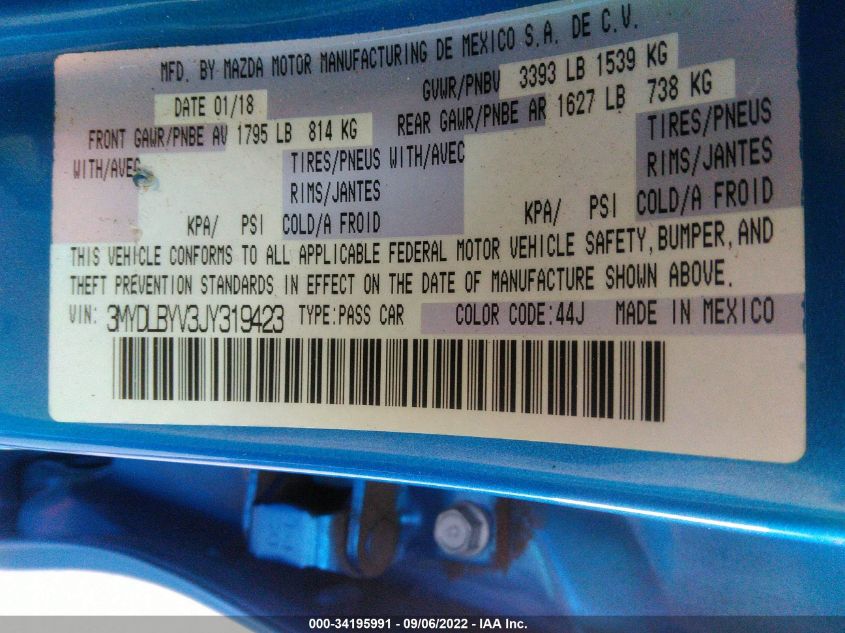 MFD. BY MAZDA MOTOR MANUFACTURING DE MEXICO S.A. DE C.V.
DATE 01/18 GVWR/PNBV 3393 LB 1539 KG
FRONT GAWR/PNBE AV 1795 LB 814 KG REAR GAWR/PNBE AR 1627 LB 738 KG
WITH/AVEC TIRES/PNEUS WITH/AVEC TIRES/PNEUS
RIMS/JANTES RIMS/JANTES
KPA/ PSI COLD/A FROID KPA/ PSI COLD/A FROID
THIS VEHICLE CONFORMS TO ALL APPLICABLE FEDERAL MOTOR VEHICLE SAFETY, BUMPER, AND
THEFT PREVENTION STANDARDS IN EFFECT ON THE DATE OF MANUFACTURE SHOWN ABOVE.
VIN: 3MYDLBYV3JY319423 TYPE:PASS CAR COLOR CODE:44J MADE IN MEXICO
000-34195991 - 09/06/2022 - IAA Inc.